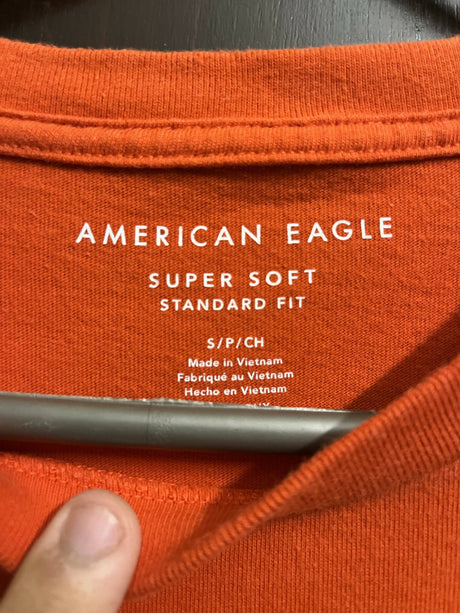 AMERICAN EAGLE
SUPER SOFT
STANDARD FIT
S/P/CH
Made in Vietnam
Fabriqué au Vietnam
Hecho en Vietnam